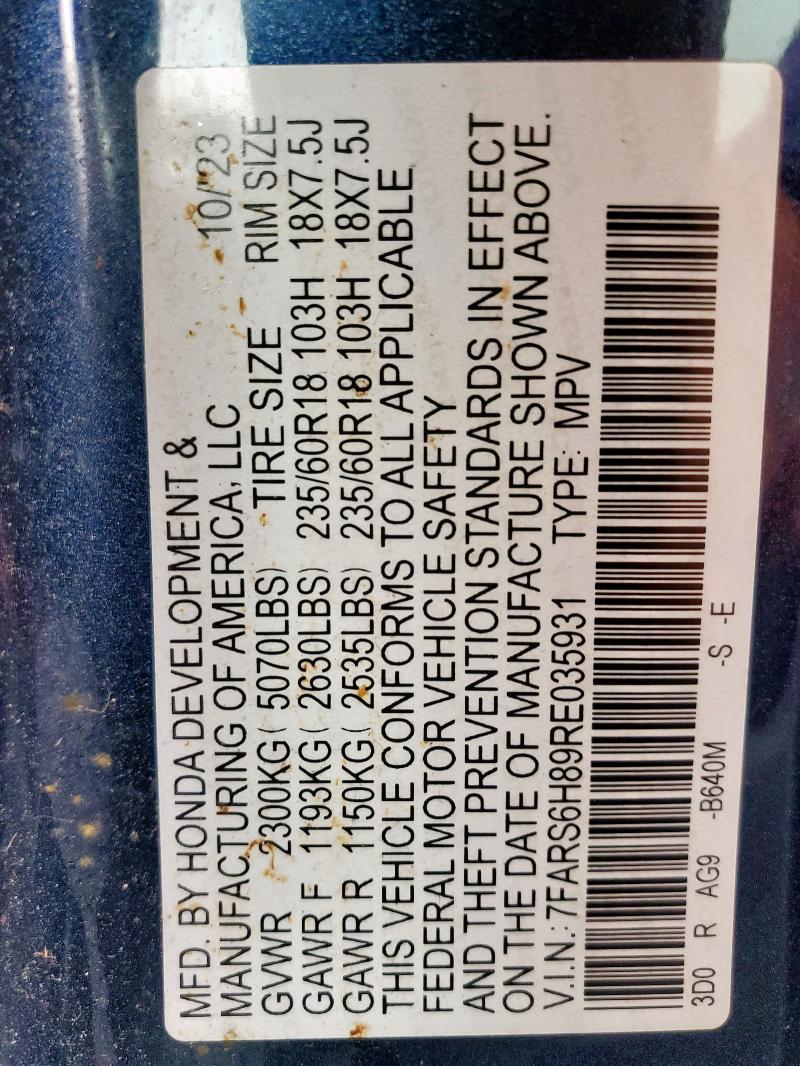 MFD. BY HONDA DEVELOPMENT &
MANUFACTURING OF AMERICA, LLC 10/'23
GVWR 2300KG( 5070LBS) TIRE SIZE RIM SIZE
GAWR F 1193KG( 2630LBS) 235/60R18 103H 18X7.5J
GAWR R 1150KG( 2535LBS) 235/60R18 103H 18X7.5J
THIS VEHICLE CONFORMS TO ALL APPLICABLE
FEDERAL MOTOR VEHICLE SAFETY
AND THEFT PREVENTION STANDARDS IN EFFECT
ON THE DATE OF MANUFACTURE SHOWN ABOVE.
V.I.N.: 7FARS6H89RE035931 TYPE: MPV
3D0 R AG9 -B640M -S -E